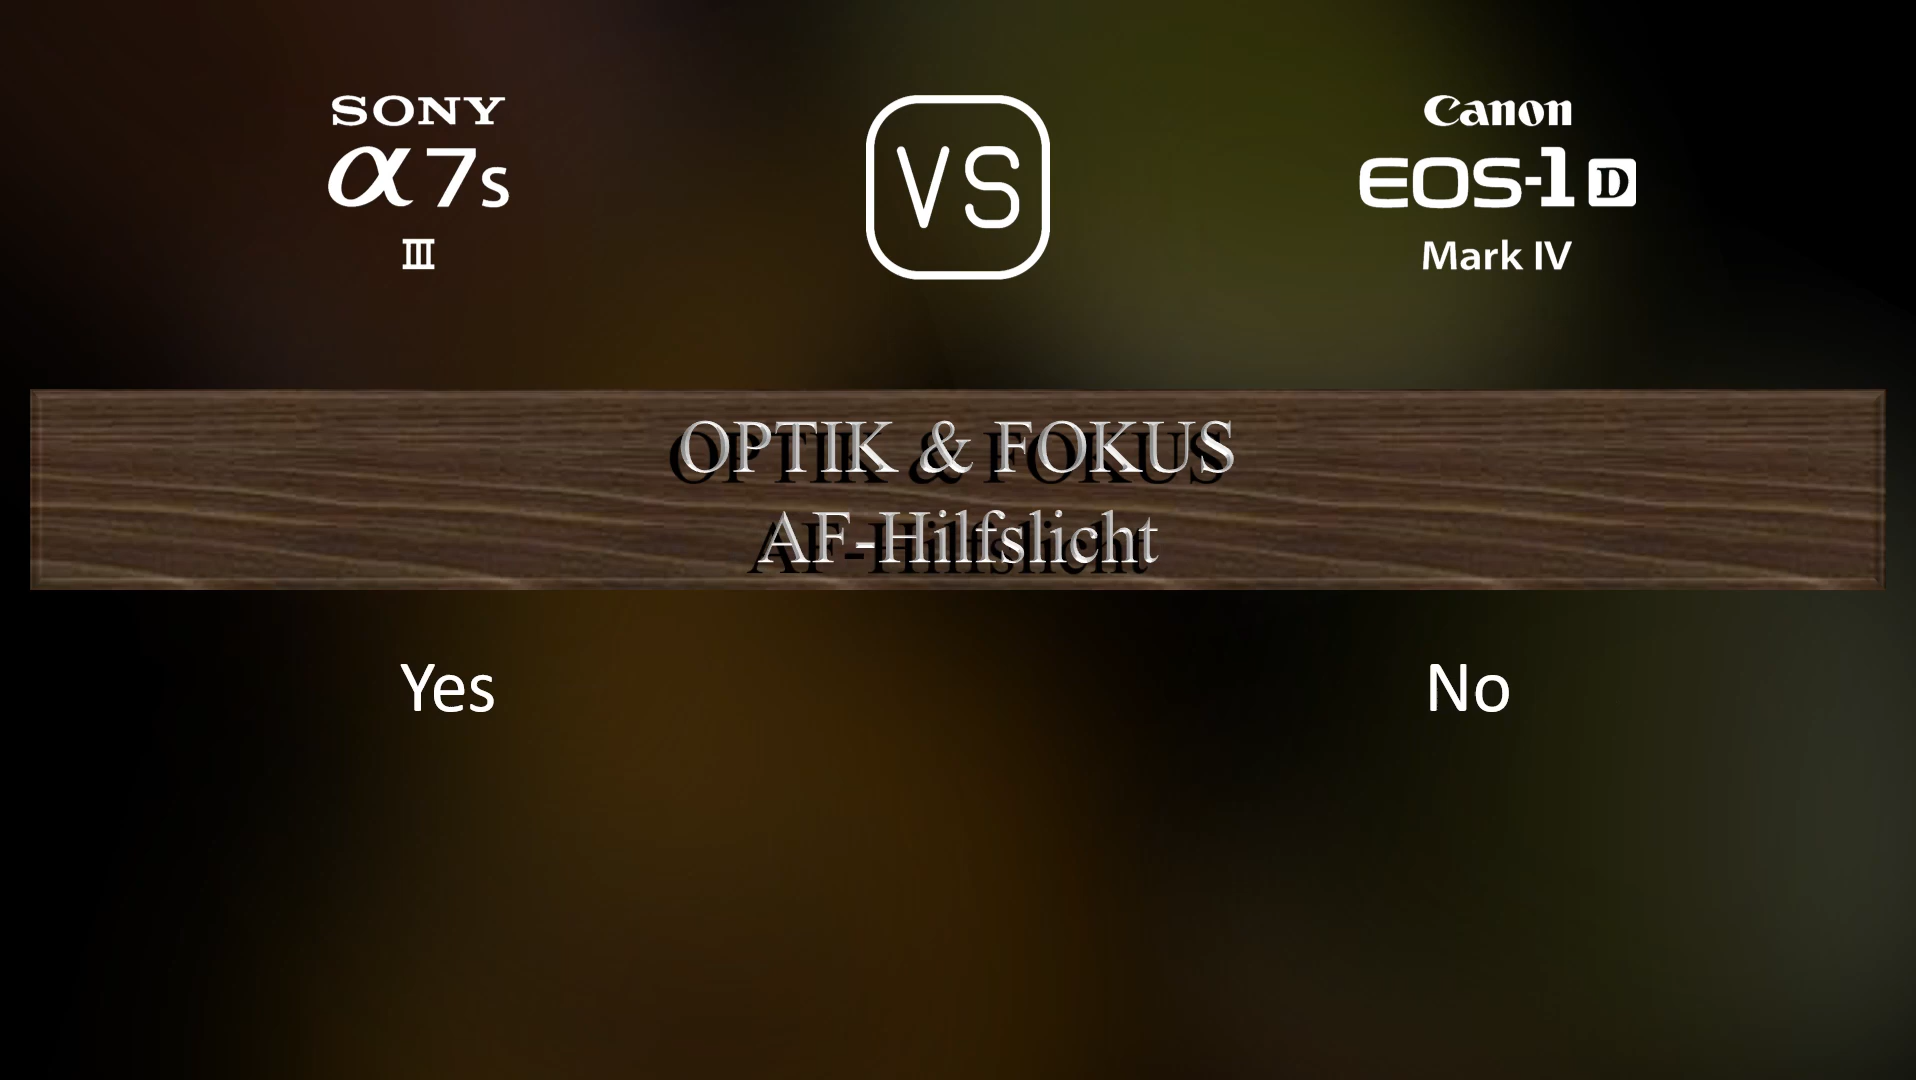 SONY
α7s
III
VS
Canon
EOS-1D
Mark IV
OPTIK & FOKUS
AF-Hilfslicht
Yes
No